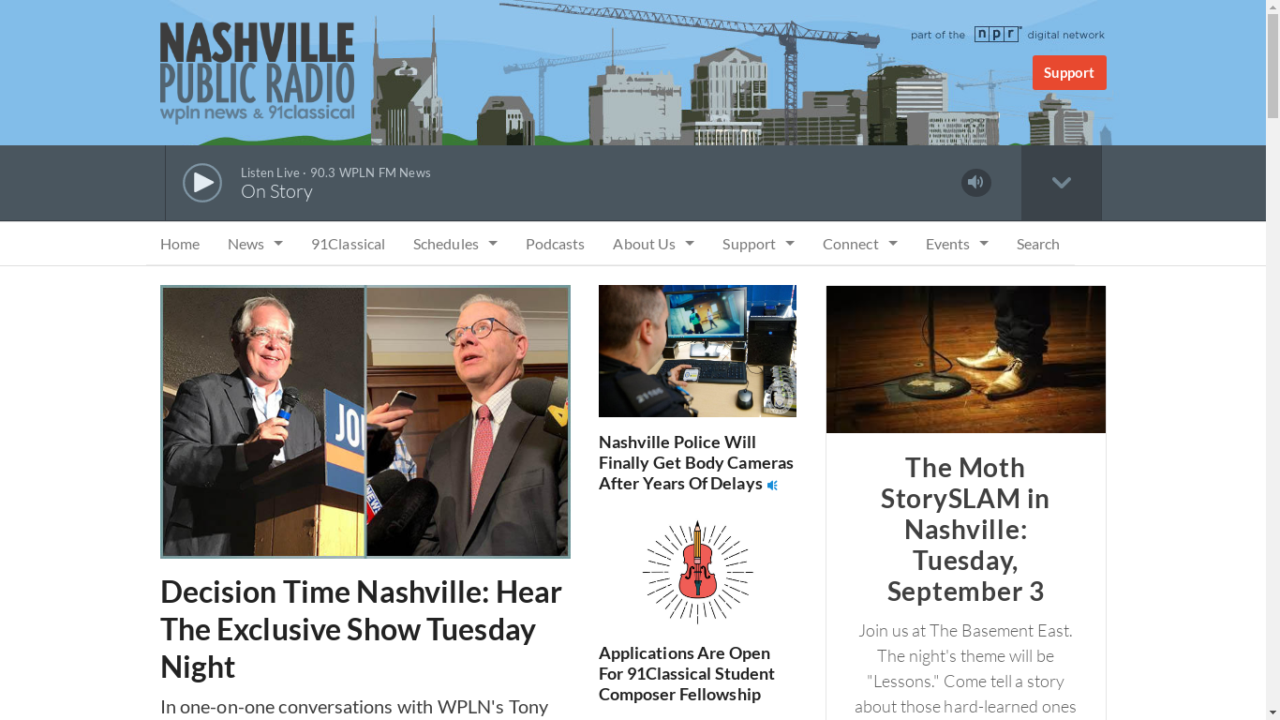 NASHVILLE
PUBLIC RADIO
wpln news & 91classical
part of the npr digital network
Support
Listen Live · 90.3 WPLN FM News
On Story
Home News 91Classical Schedules Podcasts About Us Support Connect Events Search
JOI
NEWS
Decision Time Nashville: Hear
The Exclusive Show Tuesday
Night
In one-on-one conversations with WPLN's Tony
Nashville Police Will
Finally Get Body Cameras
After Years Of Delays
Applications Are Open
For 91Classical Student
Composer Fellowship
The Moth
StorySLAM in
Nashville:
Tuesday,
September 3
Join us at The Basement East.
The night's theme will be
"Lessons." Come tell a story
about those hard-learned ones